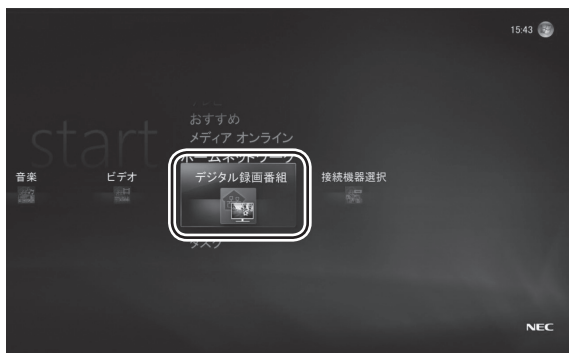 15:43
start
おすすめ
メディア オンライン
ホームネットワーク
音楽
ビデオ
デジタル録画番組
接続機器選択
タスク
NEC